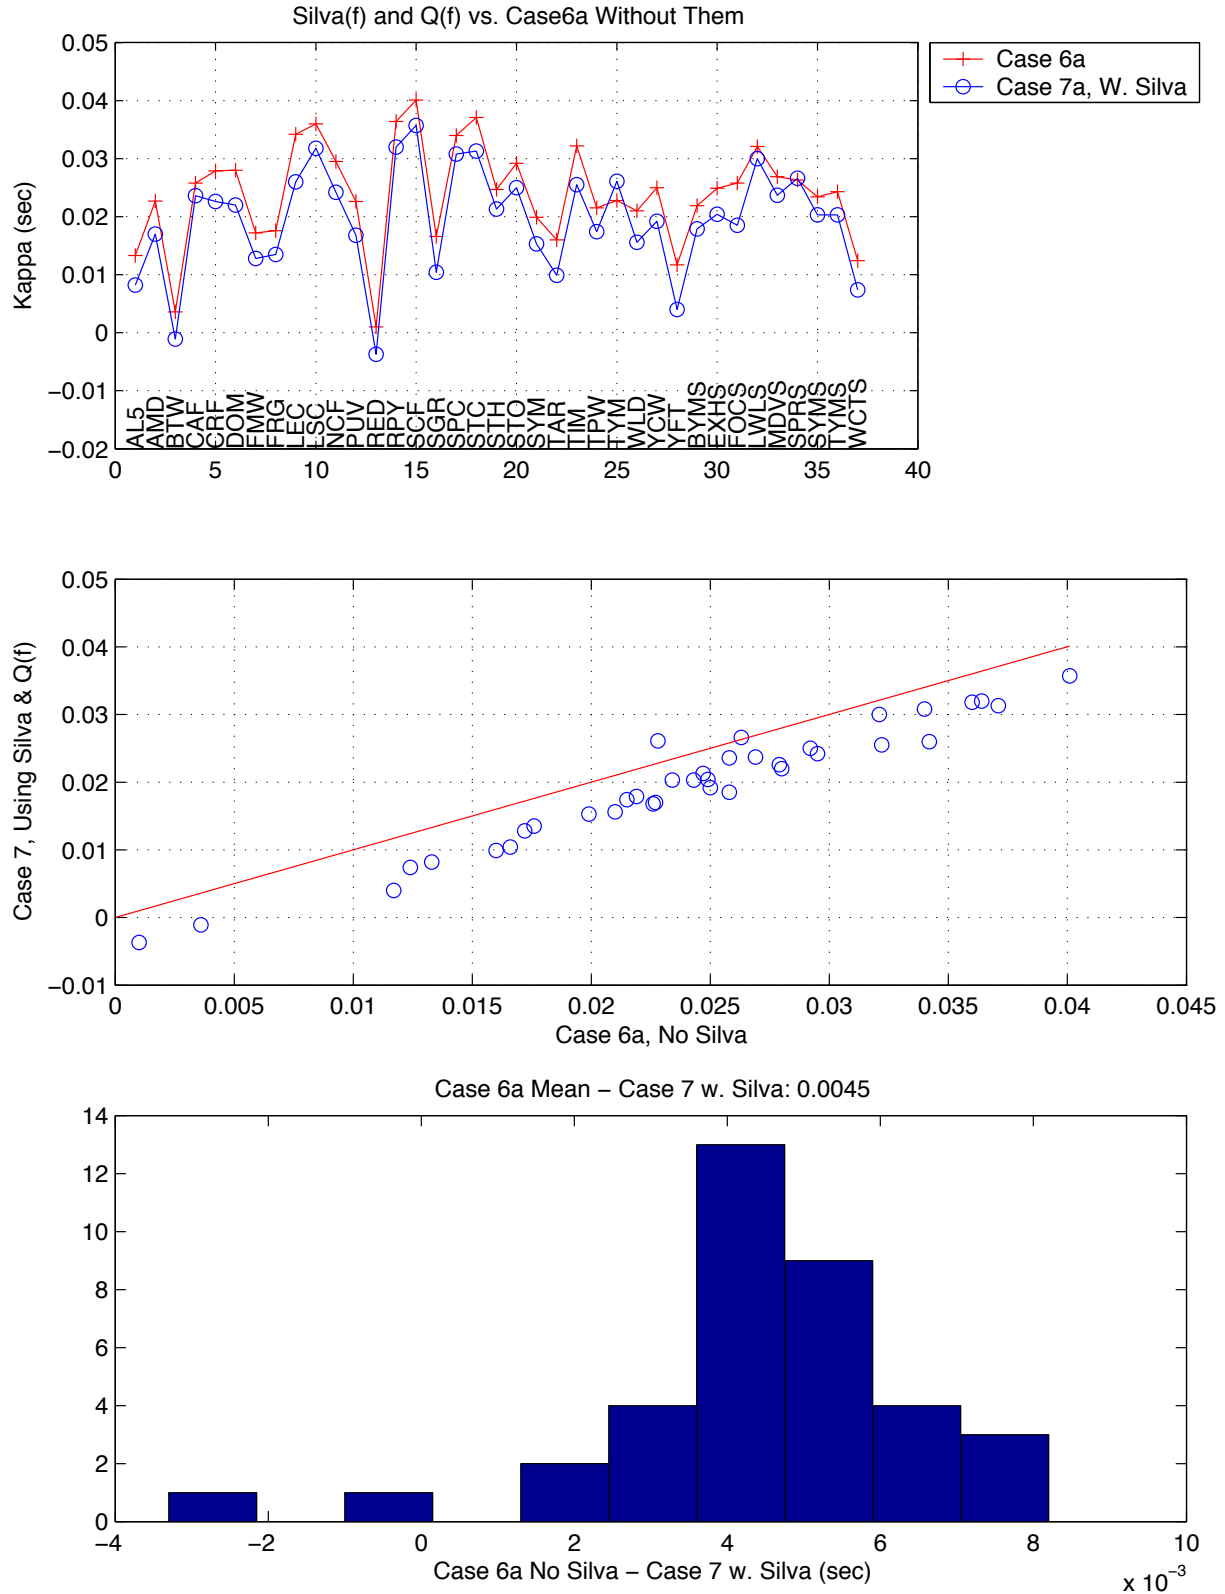 Silva(f) and Q(f) vs. Case6a Without Them
0.05
0.04
0.03
0.02
0.01
0
−0.01
−0.02
Kappa (sec)
Case 6a
Case 7a, W. Silva
AL5
AMD
BTW
CAF
CRF
DOM
FMW
FRG
LEC
LSC
NCF
PUV
RED
RPY
SCF
SGR
SPC
STC
STH
STO
SYM
TAR
TIM
TPW
TYM
WLD
YCW
YFT
BYMS
EXHS
FOCS
LWLS
MDVS
SPRS
SYMS
TYMS
WCTS
0 5 10 15 20 25 30 35 40
0.05
0.04
0.03
0.02
0.01
0
−0.01
Case 7, Using Silva & Q(f)
0 0.005 0.01 0.015 0.02 0.025 0.03 0.035 0.04 0.045
Case 6a, No Silva
Case 6a Mean − Case 7 w. Silva: 0.0045
14
12
10
8
6
4
2
0
−4 −2 0 2 4 6 8 10
Case 6a No Silva − Case 7 w. Silva (sec)
x 10⁻³